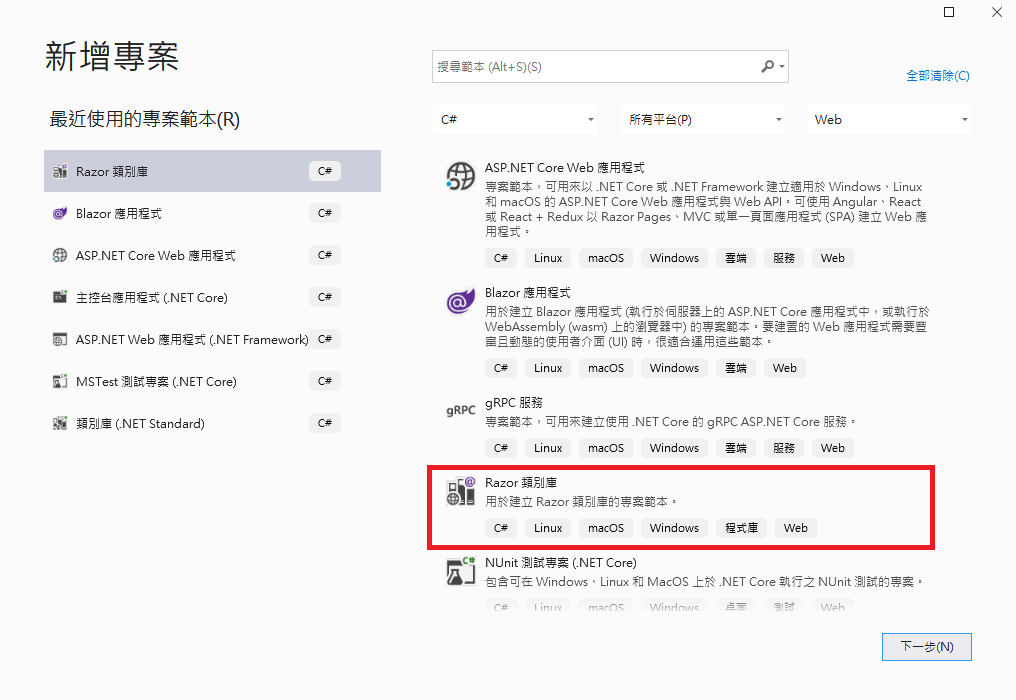 新增專案
搜尋範本 (Alt+S)(S)
全部清除(C)
最近使用的專案範本(R)
C#
所有平台(P)
Web
Razor 類別庫
C#
Blazor 應用程式
C#
ASP.NET Core Web 應用程式
C#
主控台應用程式 (.NET Core)
C#
ASP.NET Web 應用程式 (.NET Framework)
C#
MSTest 測試專案 (.NET Core)
C#
類別庫 (.NET Standard)
C#
ASP.NET Core Web 應用程式
專案範本，可用來以 .NET Core 或 .NET Framework 建立適用於 Windows、Linux
和 macOS 的 ASP.NET Core Web 應用程式與 Web API。可使用 Angular、React
或 React + Redux 以 Razor Pages、MVC 或單一頁面應用程式 (SPA) 建立 Web 應
用程式。
C# Linux macOS Windows 雲端 服務 Web
Blazor 應用程式
用於建立 Blazor 應用程式 (執行於伺服器上的 ASP.NET Core 應用程式中，或執行於
WebAssembly (wasm) 上的瀏覽器中) 的專案範本。要建置的 Web 應用程式需要豐
富且動態的使用者介面 (UI) 時，很適合運用這些範本。
C# Linux macOS Windows 雲端 Web
gRPC
gRPC 服務
專案範本，可用來建立使用 .NET Core 的 gRPC ASP.NET Core 服務。
C# Linux macOS Windows 雲端 服務 Web
Razor 類別庫
用於建立 Razor 類別庫的專案範本。
C# Linux macOS Windows 程式庫 Web
NUnit 測試專案 (.NET Core)
包含可在 Windows、Linux 和 MacOS 上於 .NET Core 執行之 NUnit 測試的專案。
C# Linux macOS Windows 桌面 測試 Web
下一步(N)